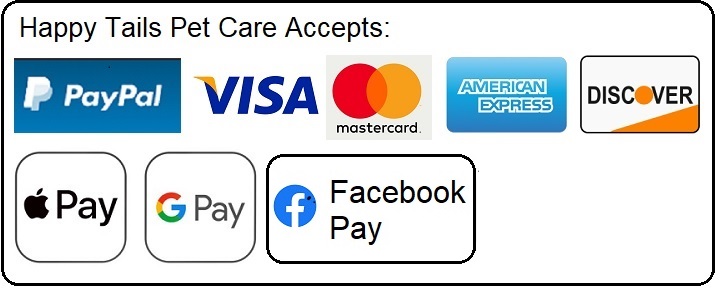 Happy Tails Pet Care Accepts:
PayPal
VISA
mastercard.
AMERICAN
EXPRESS
DISCOVER
Pay
G Pay
Facebook
Pay